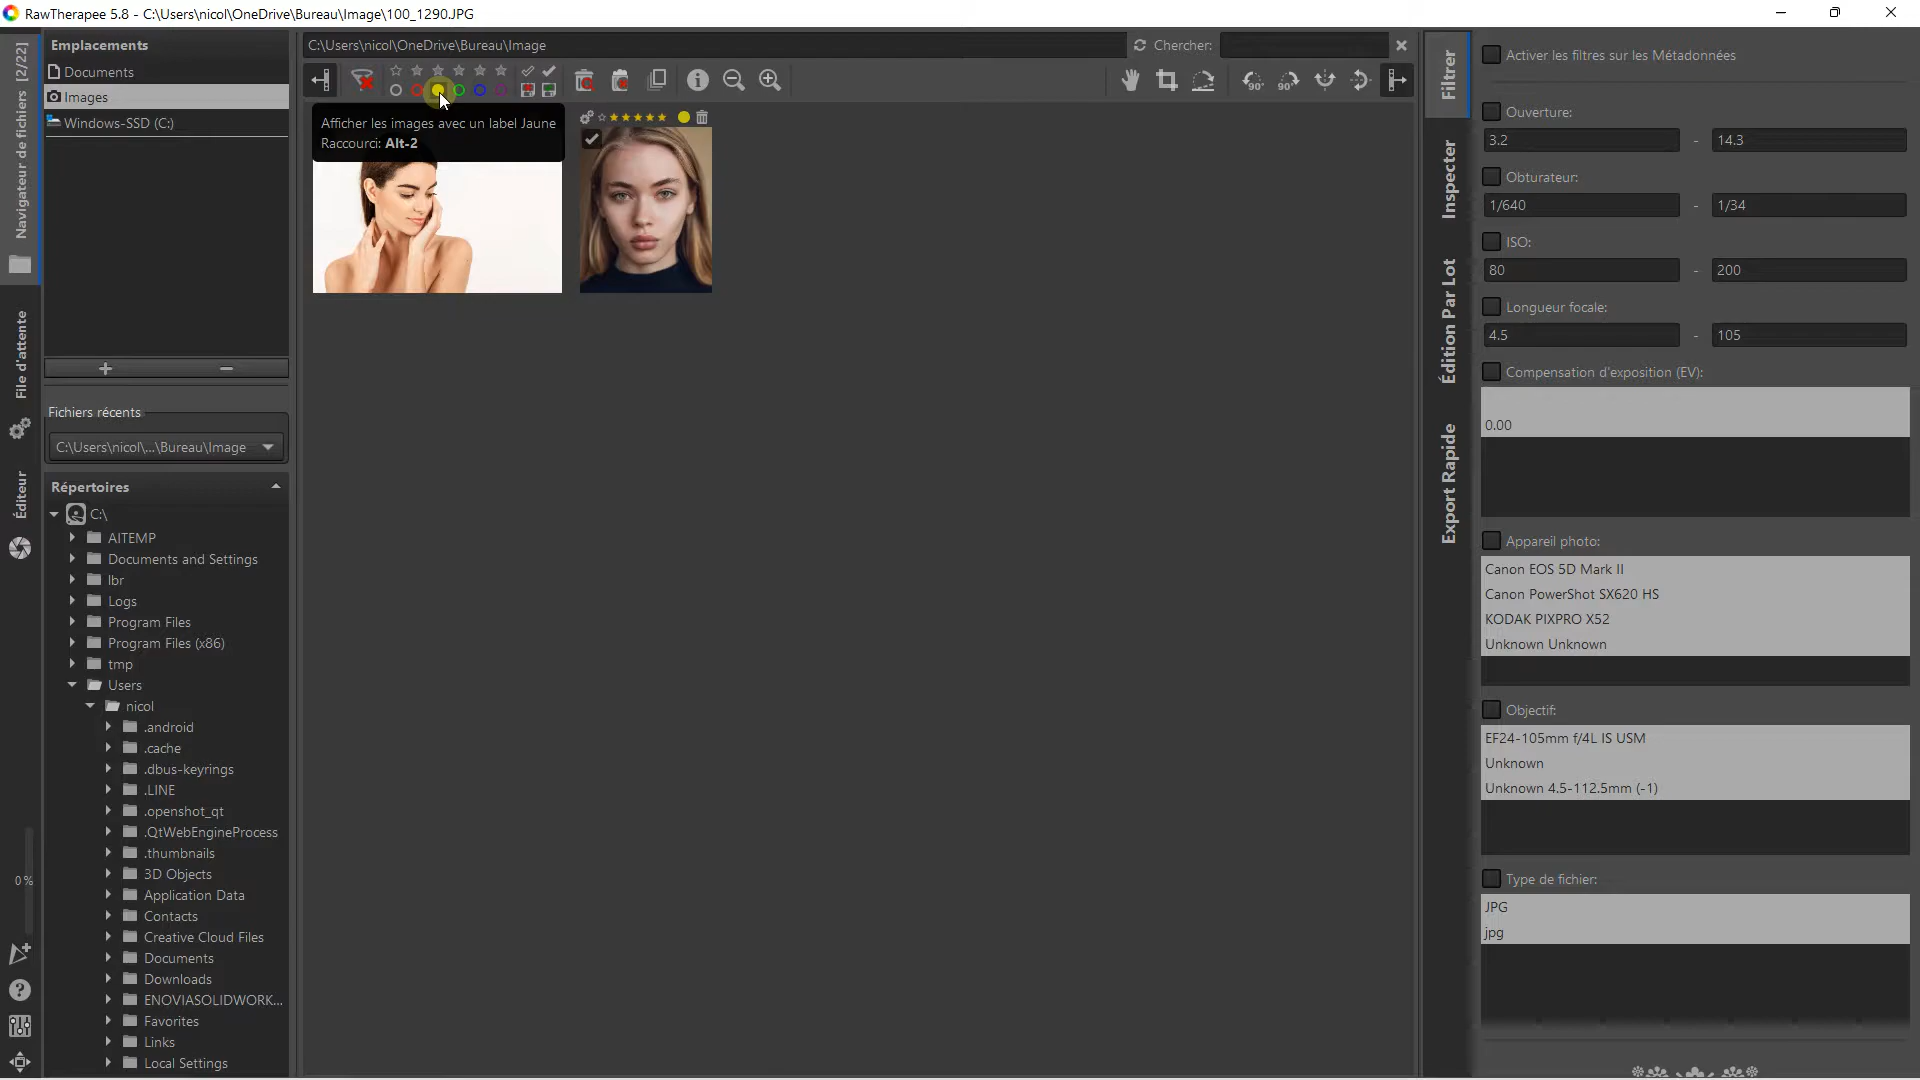 RawTherapee 5.8 - C:\Users\nicol\OneDrive\Bureau\Image\100_1290.JPG
Navigateur de fichiers [2/22]
File d'attente
Éditeur
0 %
Emplacements
Documents
Images
Windows-SSD (C:)
Fichiers récents
C:\Users\nicol\...\Bureau\Image
Répertoires
C:\
AITEMP
Documents and Settings
lbr
Logs
Program Files
Program Files (x86)
tmp
Users
nicol
.android
.cache
.dbus-keyrings
.LINE
.openshot_qt
.QtWebEngineProcess
.thumbnails
3D Objects
Application Data
Contacts
Creative Cloud Files
Documents
Downloads
ENOVIASOLIDWORK...
Favorites
Links
Local Settings
C:\Users\nicol\OneDrive\Bureau\Image
Chercher:
90°
90°
Afficher les images avec un label Jaune
Raccourci: Alt-2
Filtrer
Inspecter
Édition Par Lot
Export Rapide
Activer les filtres sur les Métadonnées
Ouverture:
3.2 - 14.3
Obturateur:
1/640 - 1/34
ISO:
80 - 200
Longueur focale:
4.5 - 105
Compensation d'exposition (EV):
0.00
Appareil photo:
Canon EOS 5D Mark II
Canon PowerShot SX620 HS
KODAK PIXPRO X52
Unknown Unknown
Objectif:
EF24-105mm f/4L IS USM
Unknown
Unknown 4.5-112.5mm (-1)
Type de fichier:
JPG
jpg